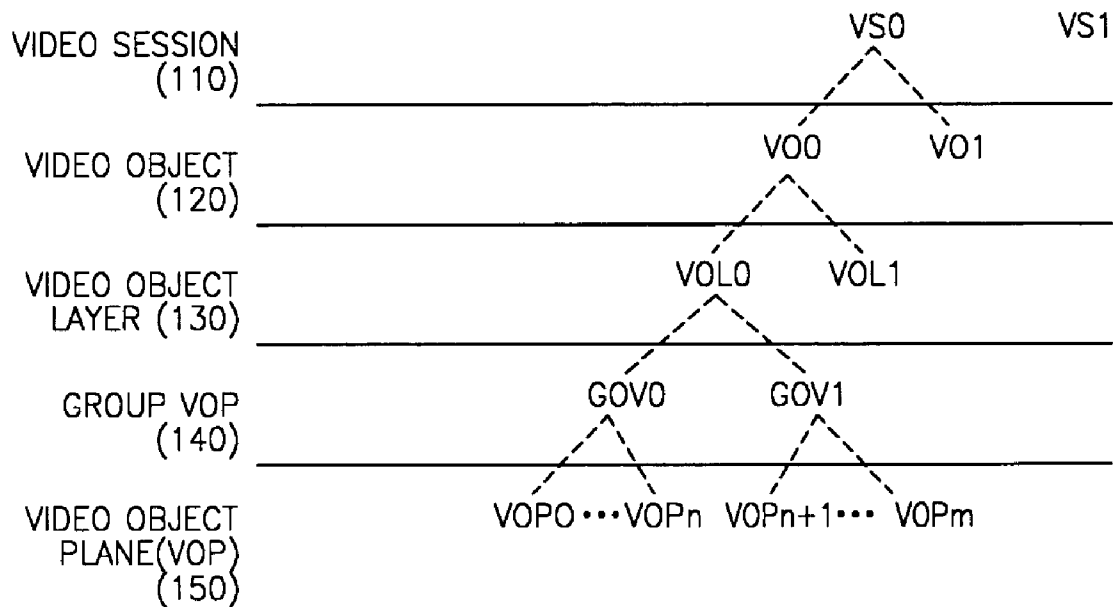 VIDEO SESSION
(110)
VS0
VS1
VIDEO OBJECT
(120)
VO0
VO1
VIDEO OBJECT
LAYER (130)
VOL0
VOL1
GROUP VOP
(140)
GOV0
GOV1
VIDEO OBJECT
PLANE(VOP)
(150)
VOP0 ••• VOPn
VOPn+1 ••• VOPm